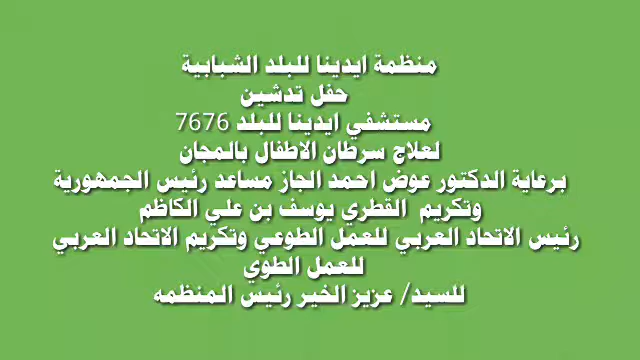 منظمة ايدينا للبلد الشبابية
حفل تدشين
مستشفي ايدينا للبلد 7676
لعلاج سرطان الاطفال بالمجان
برعاية الدكتور عوض احمد الجاز مساعد رئيس الجمهورية
وتكريم القطري يوسف بن علي الكاظم
رئيس الاتحاد العربي للعمل الطوعي وتكريم الاتحاد العربي
للعمل الطوي
للسيد/ عزيز الخير رئيس المنظمه